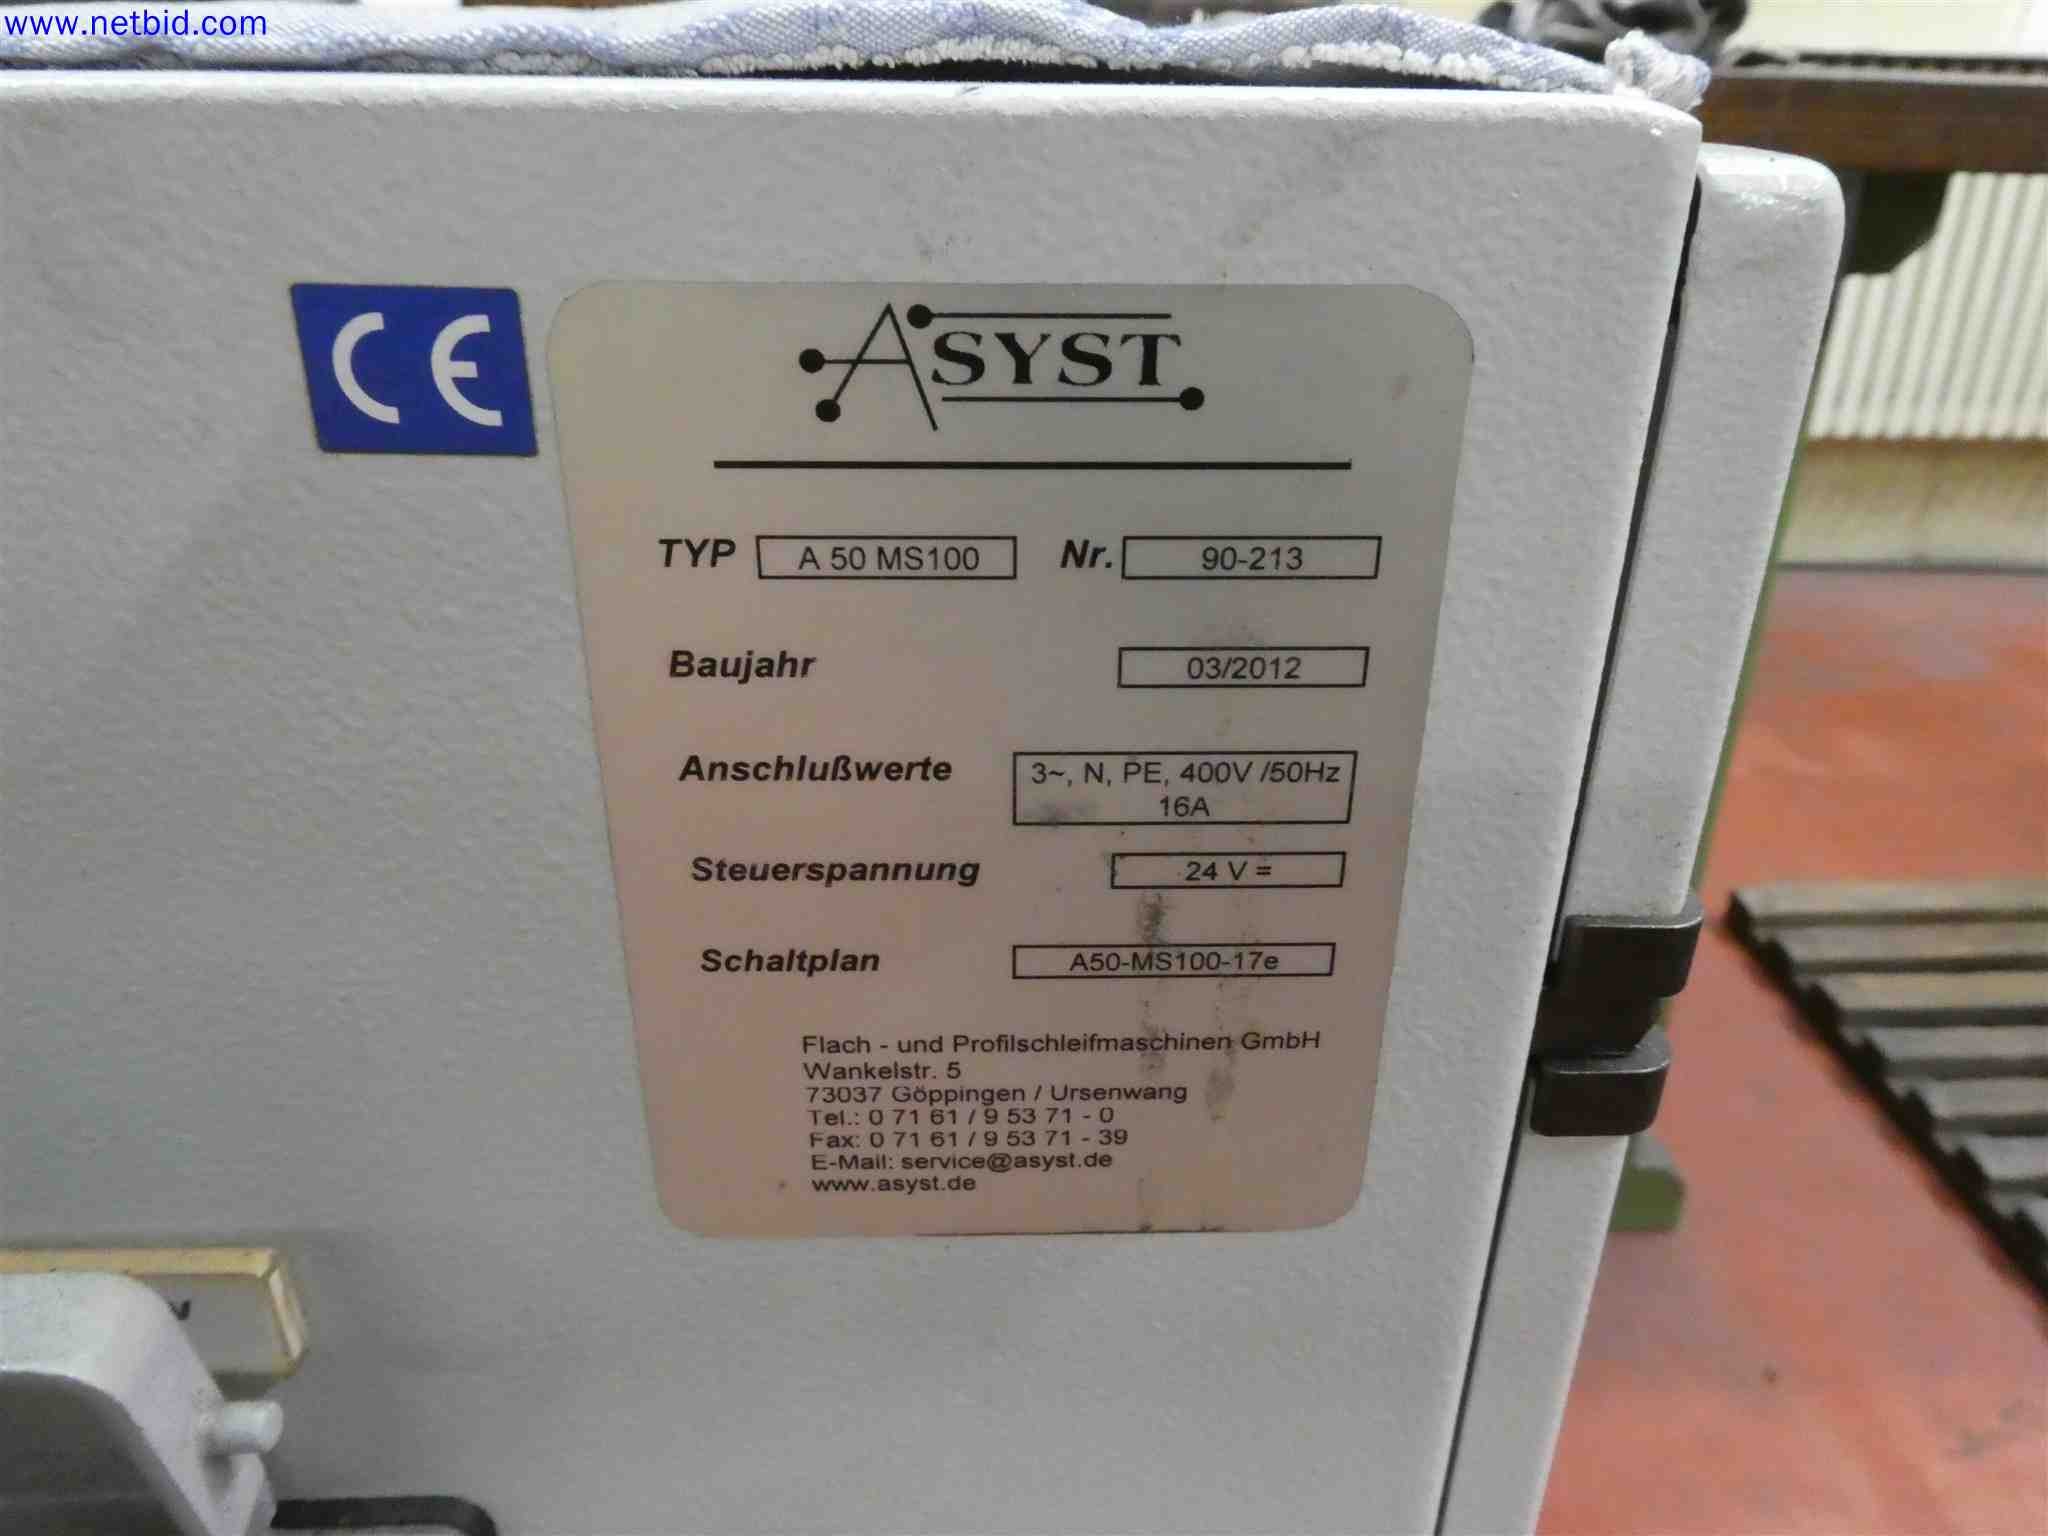 www.netbid.com
CE
ASYST
TYP A 50 MS100 Nr. 90-213
Baujahr 03/2012
Anschlußwerte 3~, N, PE, 400V /50Hz
16A
Steuerspannung 24 V =
Schaltplan A50-MS100-17e
Flach - und Profilschleifmaschinen GmbH
Wankelstr. 5
73037 Göppingen / Ursenwang
Tel.: 0 71 61 / 9 53 71 - 0
Fax: 0 71 61 / 9 53 71 - 39
E-Mail: service@asyst.de
www.asyst.de